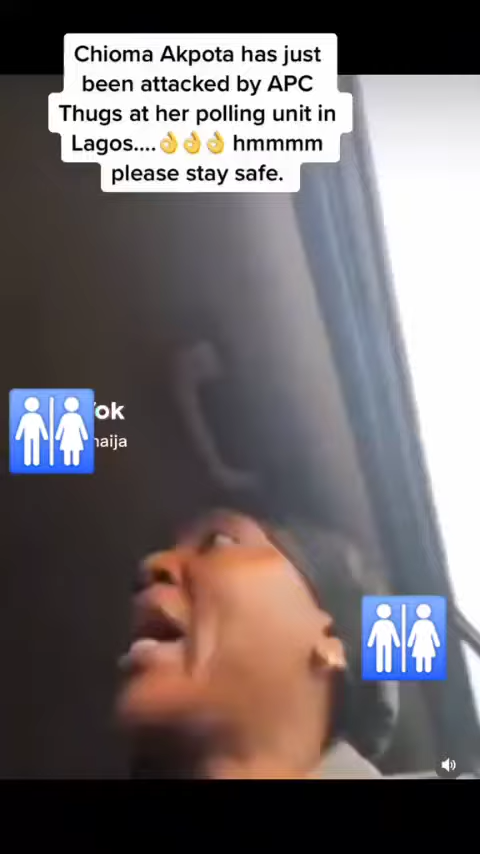 Chioma Akpota has just
been attacked by APC
Thugs at her polling unit in
Lagos....👌👌👌 hmmmm
please stay safe.